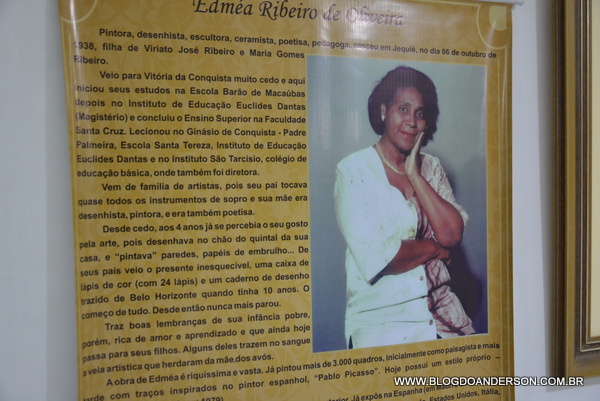 Edméa Ribeiro de Oliveira
Pintora, desenhista, escultora, ceramista, poetisa, pedagoga, nasceu em Jequié, no dia 06 de outubro de
1938, filha de Viriato José Ribeiro e Maria Gomes
Ribeiro.
Veio para Vitória da Conquista muito cedo e aqui
iniciou seus estudos na Escola Barão de Macaúbas
depois no Instituto de Educação Euclides Dantas
(Magistério) e concluiu o Ensino Superior na Faculdade
Santa Cruz. Lecionou no Ginásio de Conquista - Padre
Palmeira, Escola Santa Tereza, Instituto de Educação
Euclides Dantas e no Instituto São Tarcísio, colégio de
educação básica, onde também foi diretora.
Vem de família de artistas, pois seu pai tocava
quase todos os instrumentos de sopro e sua mãe era
desenhista, pintora, e era também poetisa.
Desde cedo, aos 4 anos já se percebia o seu gosto
pela arte, pois desenhava no chão do quintal da sua
casa, e "pintava" paredes, papéis de embrulho... De
seus pais veio o presente inesquecível, uma caixa de
lápis de cor (com 24 lápis) e um caderno de desenho
trazido de Belo Horizonte quando tinha 10 anos. O
começo de tudo. Desde então nunca mais parou.
Traz boas lembranças de sua infância pobre,
porém, rica de amor e aprendizado e que ainda hoje
passa para seus filhos. Alguns deles trazem no sangue
a veia artística que herdaram da mãe.dos avós.
A obra de Edméa é riquíssima e vasta. Já pintou mais de 3.000 quadros, inicialmente como paisagista e mais
tarde com traços inspirados no pintor espanhol, "Pablo Picasso". Hoje possui um estilo próprio –
1979)
Já expôs na Espanha
Estados Unidos, Itália,
WWW.BLOGDOANDERSON.COM.BR